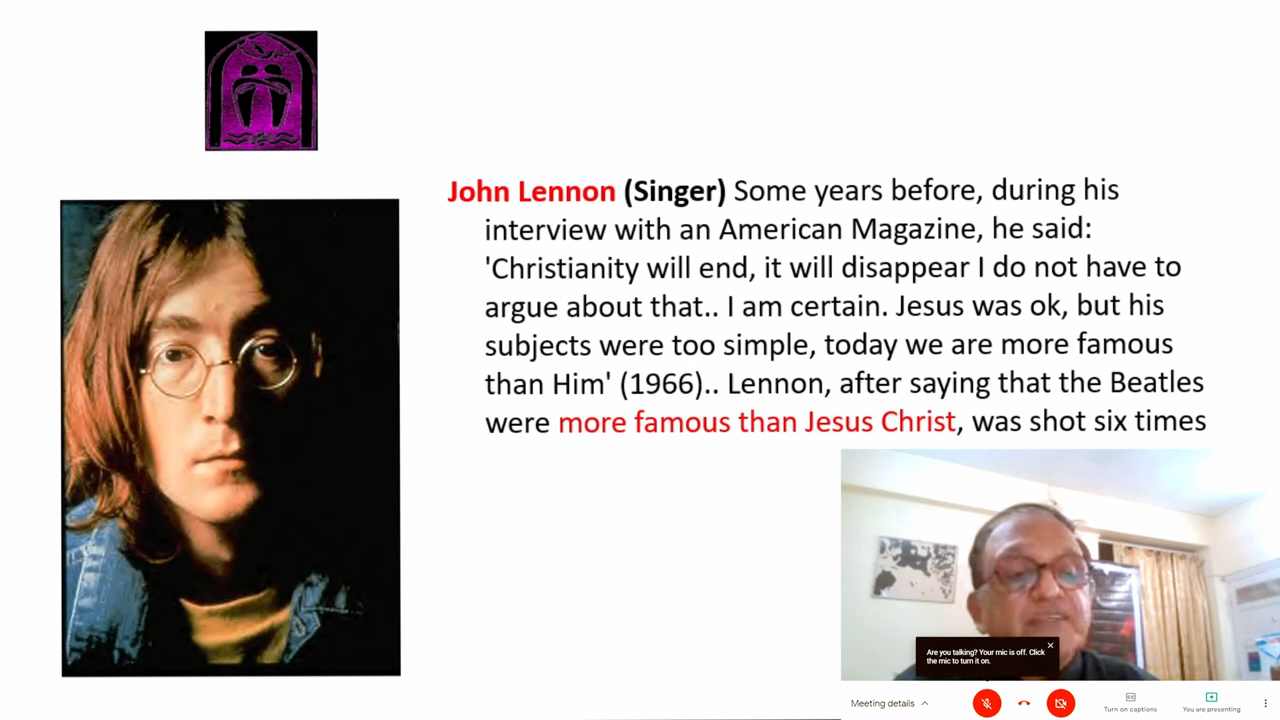 John Lennon (Singer) Some years before, during his
interview with an American Magazine, he said:
'Christianity will end, it will disappear I do not have to
argue about that.. I am certain. Jesus was ok, but his
subjects were too simple, today we are more famous
than Him' (1966).. Lennon, after saying that the Beatles
were more famous than Jesus Christ, was shot six times
Are you talking? Your mic is off. Click
the mic to turn it on.
Meeting details
Turn on captions
You are presenting